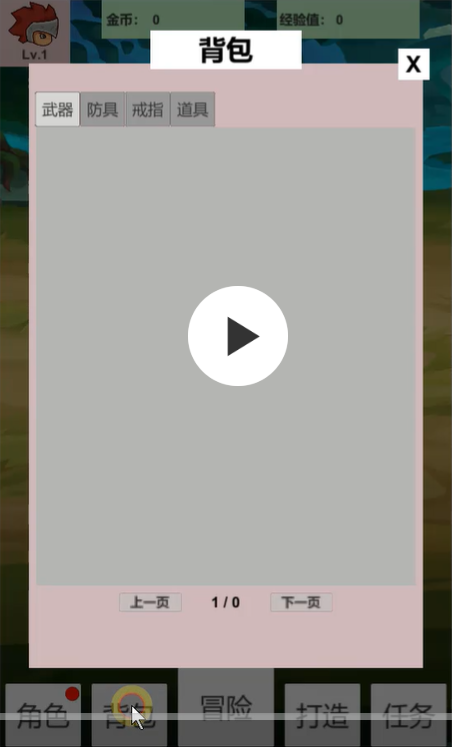 金币： 0
经验值： 0
Lv.1
背包
X
武器 防具 戒指 道具
上一页 1 / 0 下一页
角色 背包 冒险 打造 任务